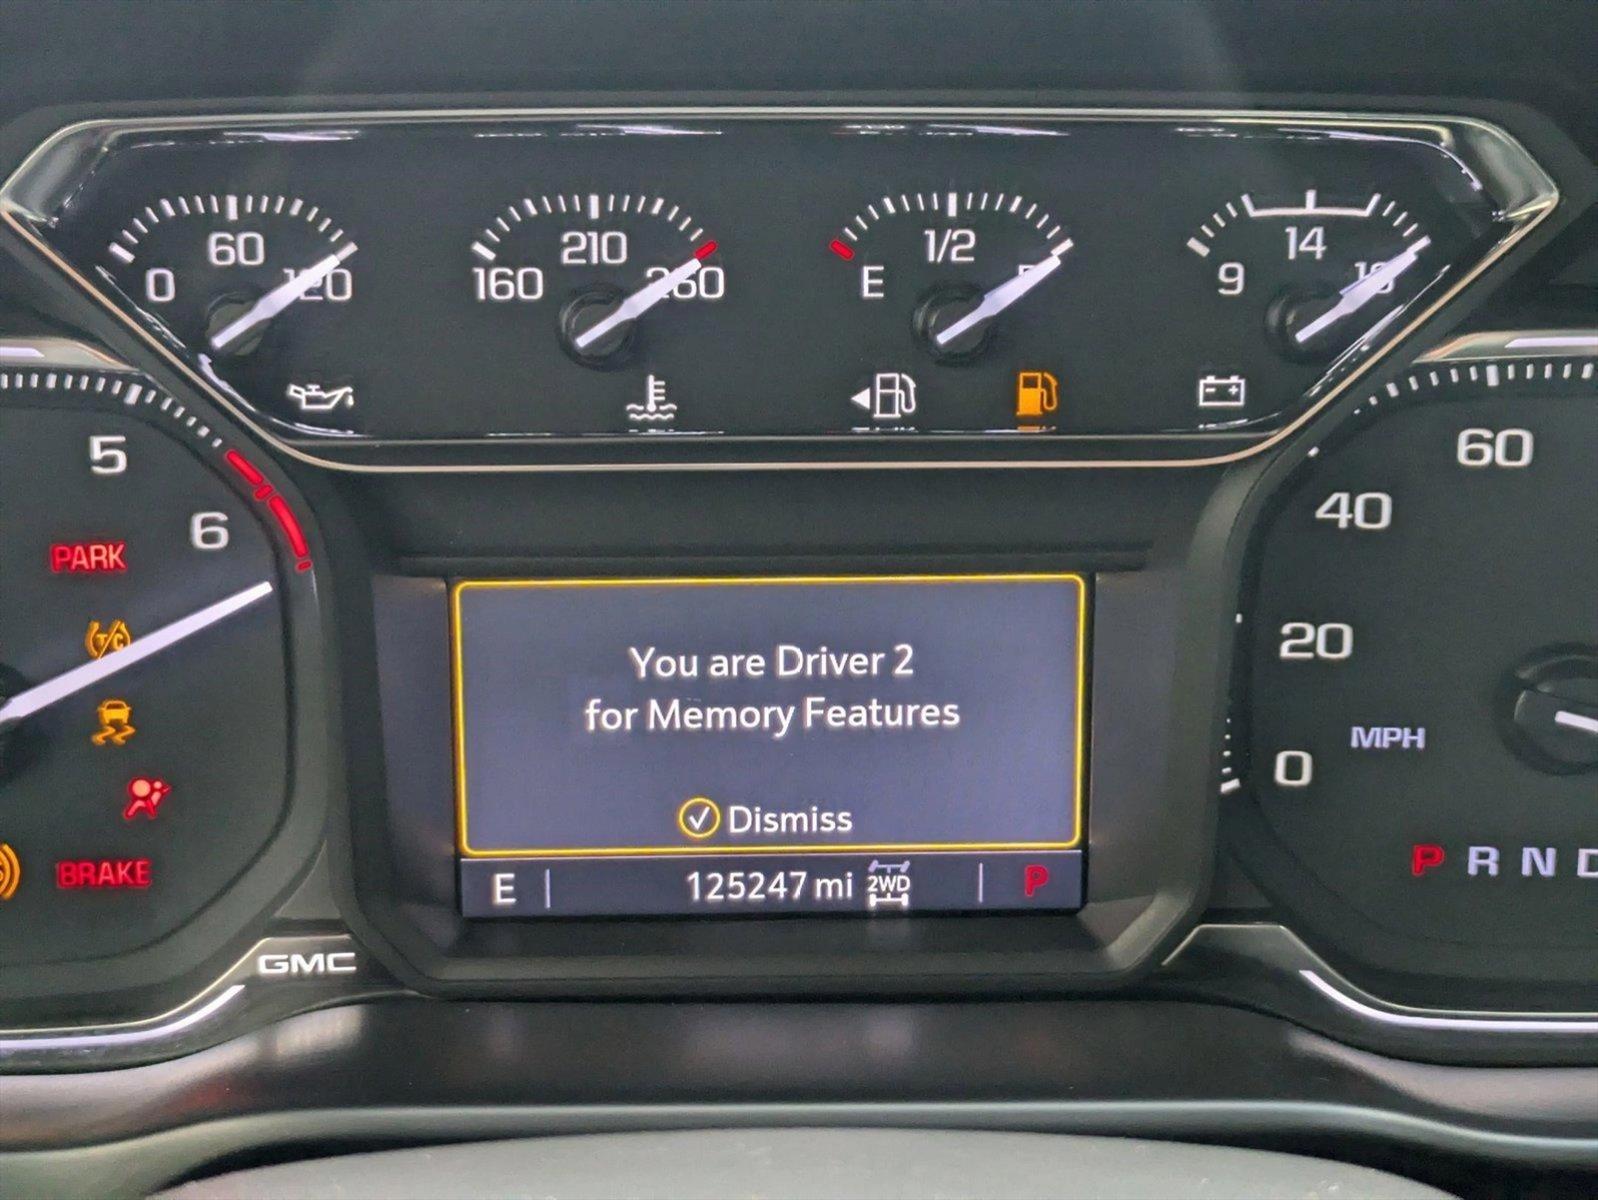 60
0
120
210
160
260
1/2
E
14
9
5
6
PARK
T/C
BRAKE
60
40
20
0
MPH
You are Driver 2
for Memory Features
Dismiss
E 125247 mi 2WD P
P R N D
GMC